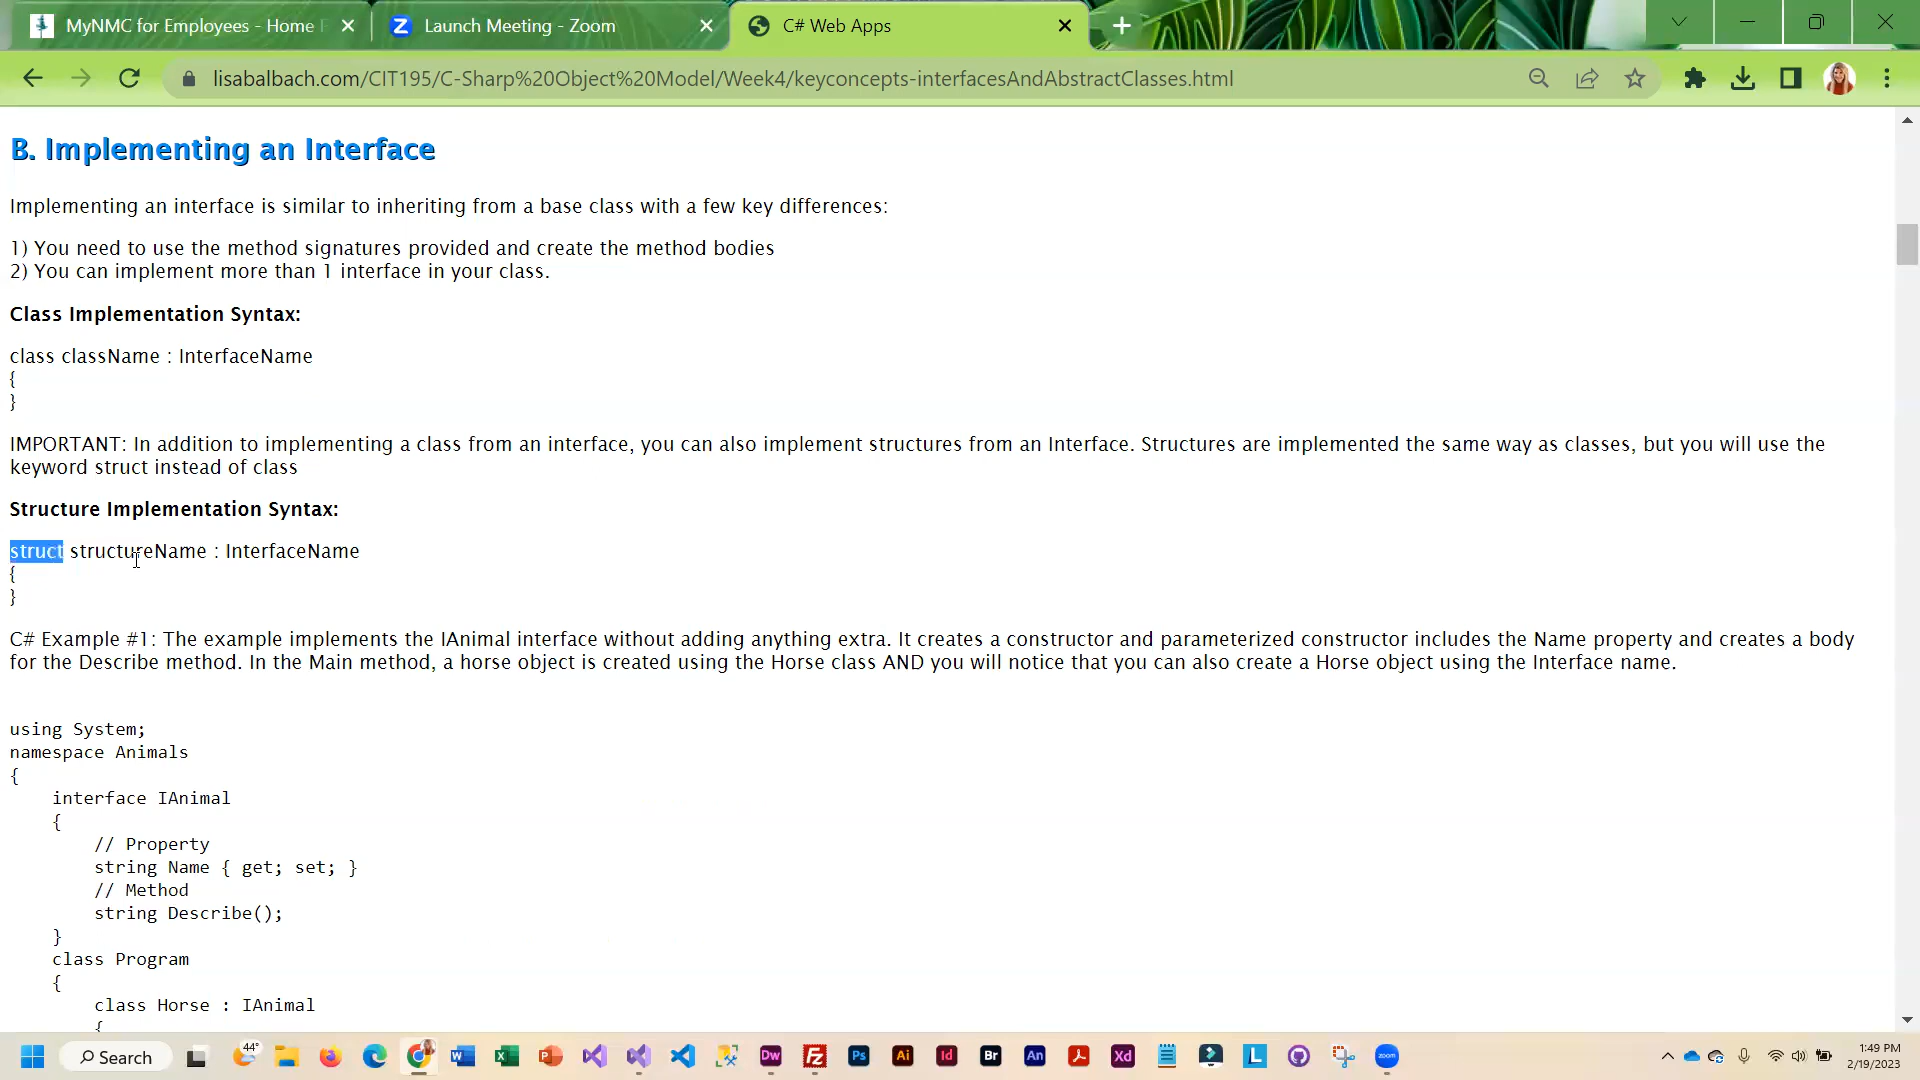 MyNMC for Employees - Home
Launch Meeting - Zoom
C# Web Apps
lisabalbach.com/CIT195/C-Sharp%20Object%20Model/Week4/keyconcepts-interfacesAndAbstractClasses.html
B. Implementing an Interface
Implementing an interface is similar to inheriting from a base class with a few key differences:
1) You need to use the method signatures provided and create the method bodies
2) You can implement more than 1 interface in your class.
Class Implementation Syntax:
class className : InterfaceName
{
}
IMPORTANT: In addition to implementing a class from an interface, you can also implement structures from an Interface. Structures are implemented the same way as classes, but you will use the
keyword struct instead of class
Structure Implementation Syntax:
struct structureName : InterfaceName
{
}
C# Example #1: The example implements the IAnimal interface without adding anything extra. It creates a constructor and parameterized constructor includes the Name property and creates a body
for the Describe method. In the Main method, a horse object is created using the Horse class AND you will notice that you can also create a Horse object using the Interface name.
using System;
namespace Animals
{
interface IAnimal
{
// Property
string Name { get; set; }
// Method
string Describe();
}
class Program
{
class Horse : IAnimal
{
Search
44°
Dw
Fz
Ps
Ai
Id
Br
An
Xd
L
zoom
1:49 PM
2/19/2023